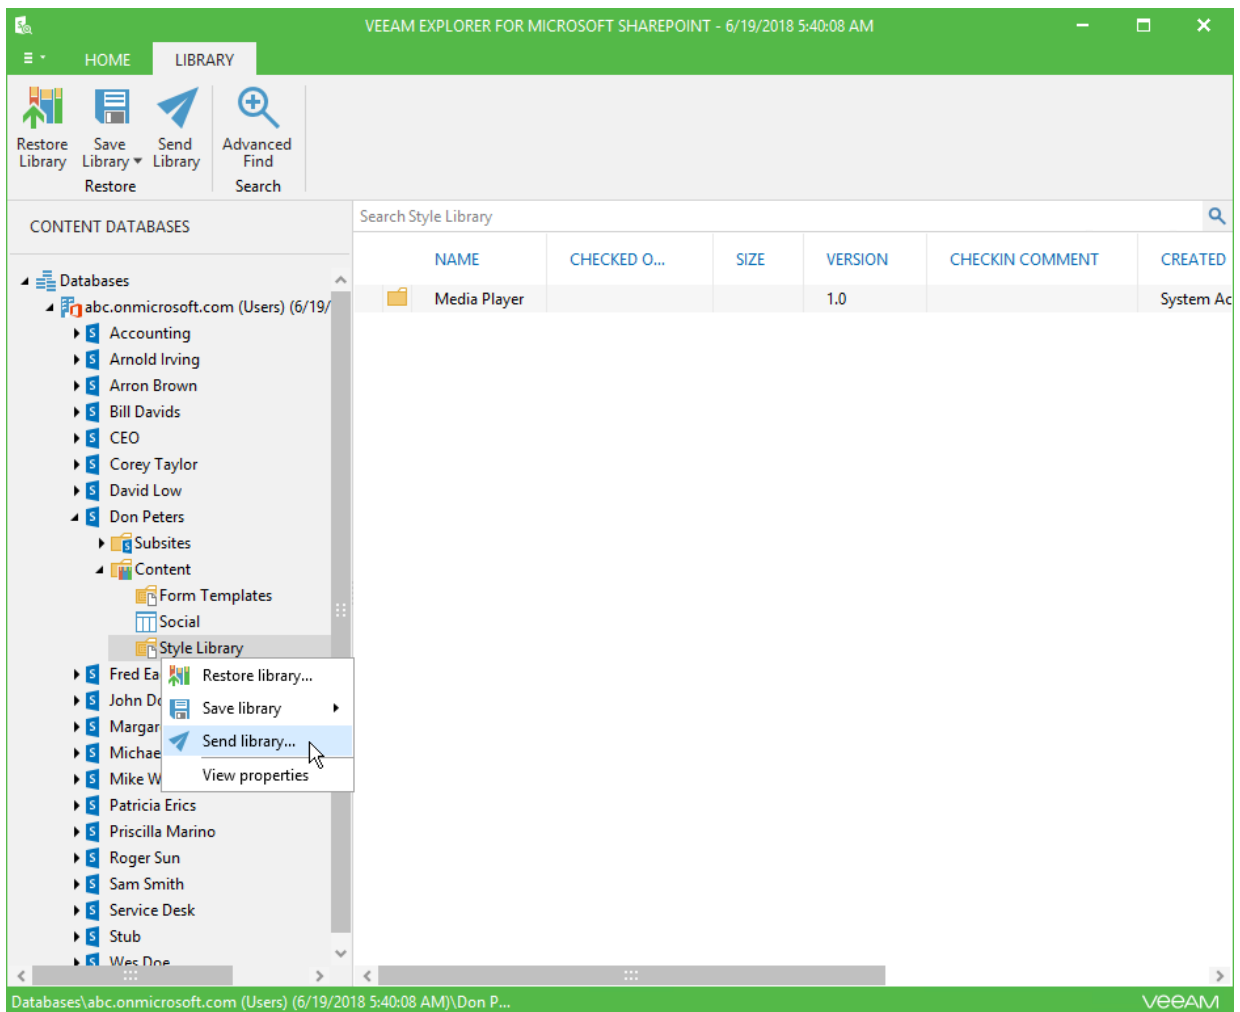 VEEAM EXPLORER FOR MICROSOFT SHAREPOINT - 6/19/2018 5:40:08 AM
HOME
LIBRARY
Restore Library
Save Library
Send Library
Advanced Find
Restore
Search
CONTENT DATABASES
Search Style Library
NAME
CHECKED O...
SIZE
VERSION
CHECKIN COMMENT
CREATED
Media Player
1.0
System Ac
Databases
abc.onmicrosoft.com (Users) (6/19/
Accounting
Arnold Irving
Arron Brown
Bill Davids
CEO
Corey Taylor
David Low
Don Peters
Subsites
Content
Form Templates
Social
Style Library
Fred Ea
John Do
Margar
Michae
Mike W
Restore library...
Save library
Send library...
View properties
Patricia Erics
Priscilla Marino
Roger Sun
Sam Smith
Service Desk
Stub
Wes Doe
Databases\abc.onmicrosoft.com (Users) (6/19/2018 5:40:08 AM)\Don P...
VEEAM